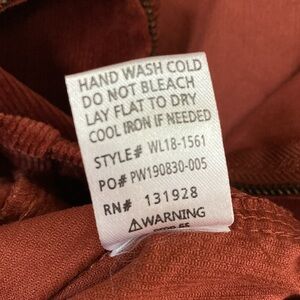 HAND WASH COLD
DO NOT BLEACH
LAY FLAT TO DRY
COOL IRON IF NEEDED
STYLE# WL18-1561
PO# PW190830-005
RN# 131928
⚠WARNING